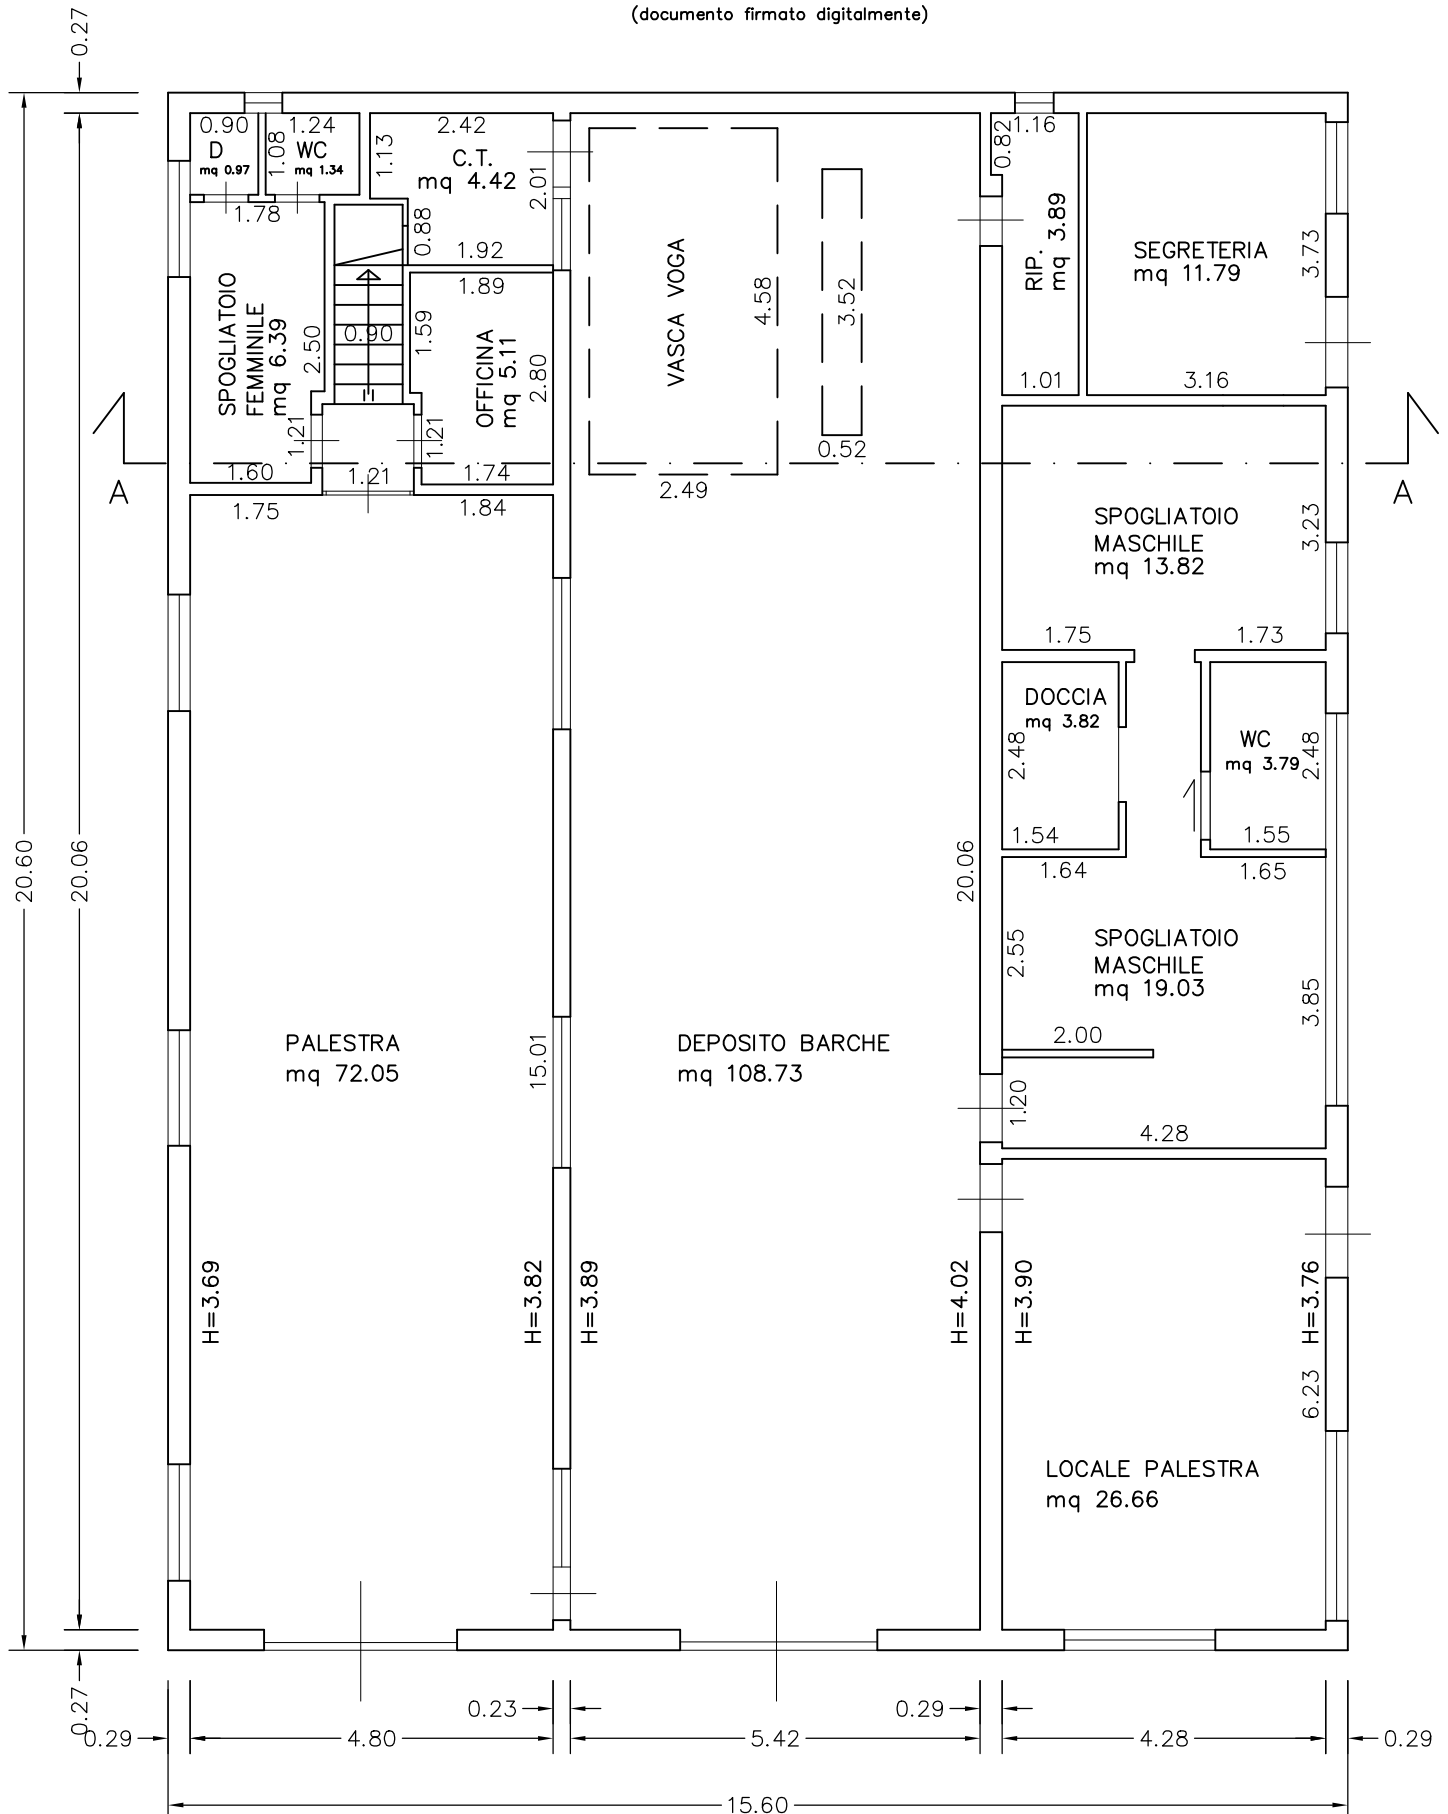 (documento firmato digitalmente)
0.27
0.90
1.24
2.42
1.16
D
mq 0.97
1.08
WC
mq 1.34
1.13
C.T.
mq 4.42
2.01
0.82
1.78
0.88
1.92
1.89
VASCA VOGA
4.58
3.52
RIP.
mq 3.89
SEGRETERIA
mq 11.79
3.73
SPOGLIATOIO
FEMMINILE
mq 6.39
2.50
0.90
1.59
OFFICINA
mq 5.11
2.80
1.01
3.16
1.21
1.21
0.52
1.60
1.21
1.74
2.49
A
A
1.75
1.84
SPOGLIATOIO
MASCHILE
mq 13.82
3.23
1.75
1.73
DOCCIA
mq 3.82
2.48
WC
mq 3.79
2.48
1.54
1.55
1.64
1.65
20.60
20.06
20.06
2.55
SPOGLIATOIO
MASCHILE
mq 19.03
3.85
2.00
PALESTRA
mq 72.05
15.01
DEPOSITO BARCHE
mq 108.73
1.20
4.28
H=3.69
H=3.82
H=3.89
H=4.02
H=3.90
H=3.76
6.23
LOCALE PALESTRA
mq 26.66
0.27
0.23
0.29
0.29
4.80
5.42
4.28
0.29
15.60